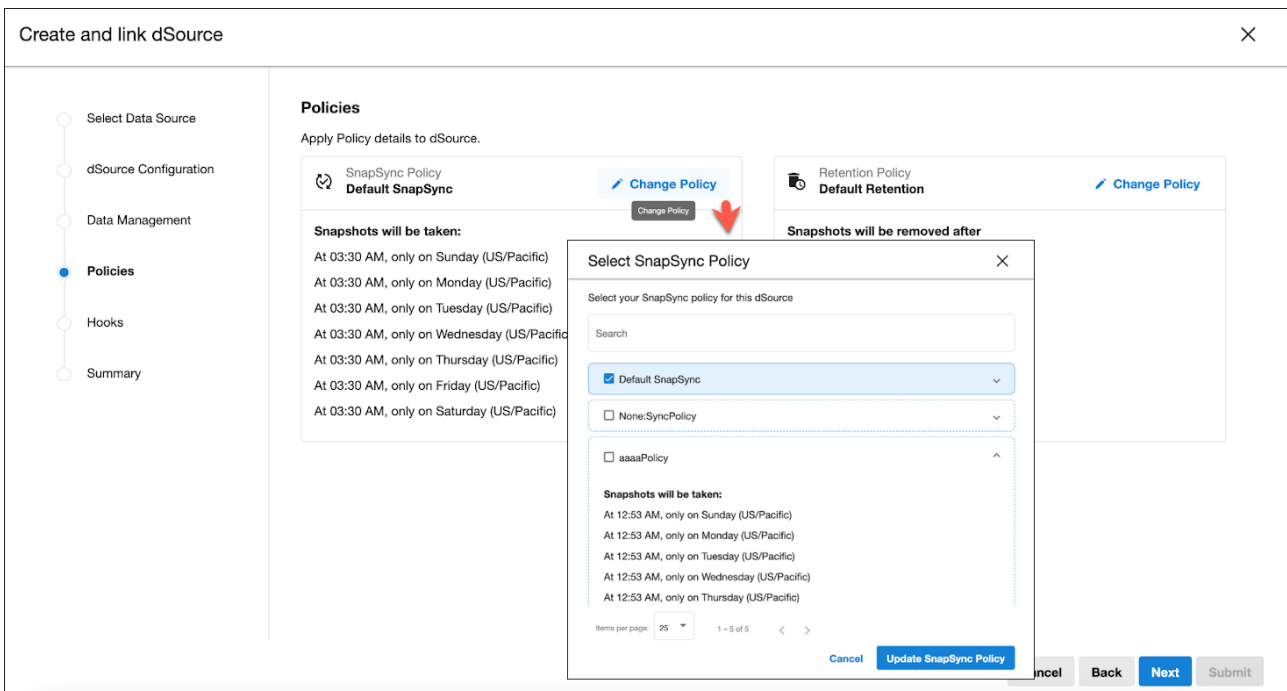 Create and link dSource
Select Data Source
dSource Configuration
Data Management
Policies
Hooks
Summary
Policies
Apply Policy details to dSource.
SnapSync Policy
Default SnapSync
Change Policy
Change Policy
Snapshots will be taken:
At 03:30 AM, only on Sunday (US/Pacific)
At 03:30 AM, only on Monday (US/Pacific)
At 03:30 AM, only on Tuesday (US/Pacific)
At 03:30 AM, only on Wednesday (US/Pacific
At 03:30 AM, only on Thursday (US/Pacific)
At 03:30 AM, only on Friday (US/Pacific)
At 03:30 AM, only on Saturday (US/Pacific)
Retention Policy
Default Retention
Change Policy
Snapshots will be removed after
Select SnapSync Policy
Select your SnapSync policy for this dSource
Search
Default SnapSync
None:SyncPolicy
aaaaPolicy
Snapshots will be taken:
At 12:53 AM, only on Sunday (US/Pacific)
At 12:53 AM, only on Monday (US/Pacific)
At 12:53 AM, only on Tuesday (US/Pacific)
At 12:53 AM, only on Wednesday (US/Pacific)
At 12:53 AM, only on Thursday (US/Pacific)
Items per page: 25 1 – 5 of 5
Cancel Update SnapSync Policy
ncel Back Next Submit